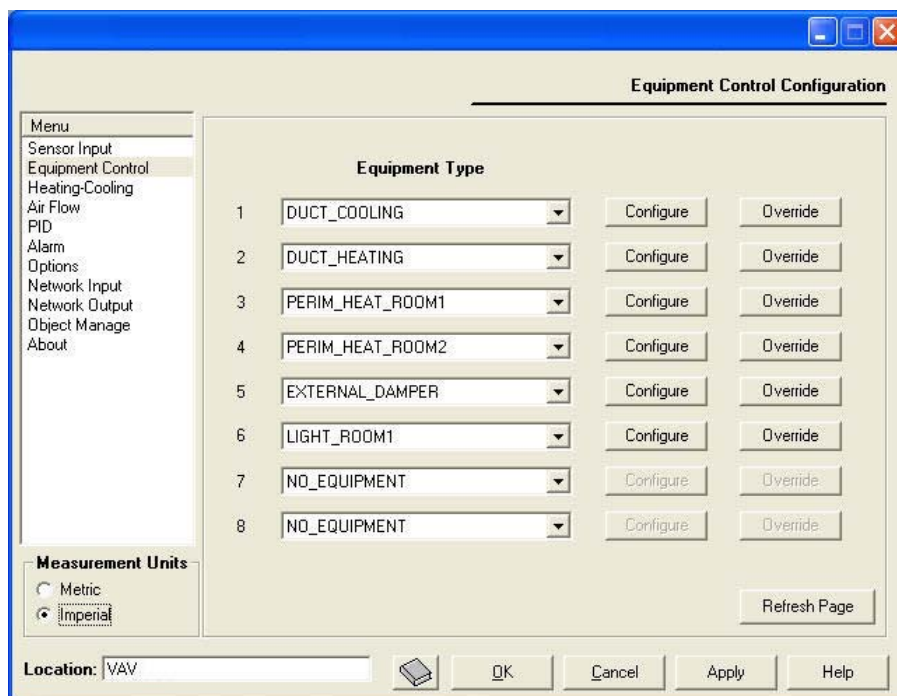 Equipment Control Configuration
Menu
Sensor Input
Equipment Control
Heating-Cooling
Air Flow
PID
Alarm
Options
Network Input
Network Output
Object Manage
About
Equipment Type
1 DUCT_COOLING Configure Override
2 DUCT_HEATING Configure Override
3 PERIM_HEAT_ROOM1 Configure Override
4 PERIM_HEAT_ROOM2 Configure Override
5 EXTERNAL_DAMPER Configure Override
6 LIGHT_ROOM1 Configure Override
7 NO_EQUIPMENT Configure Override
8 NO_EQUIPMENT Configure Override
Measurement Units
Metric
Imperial
Refresh Page
Location: VAV OK Cancel Apply Help